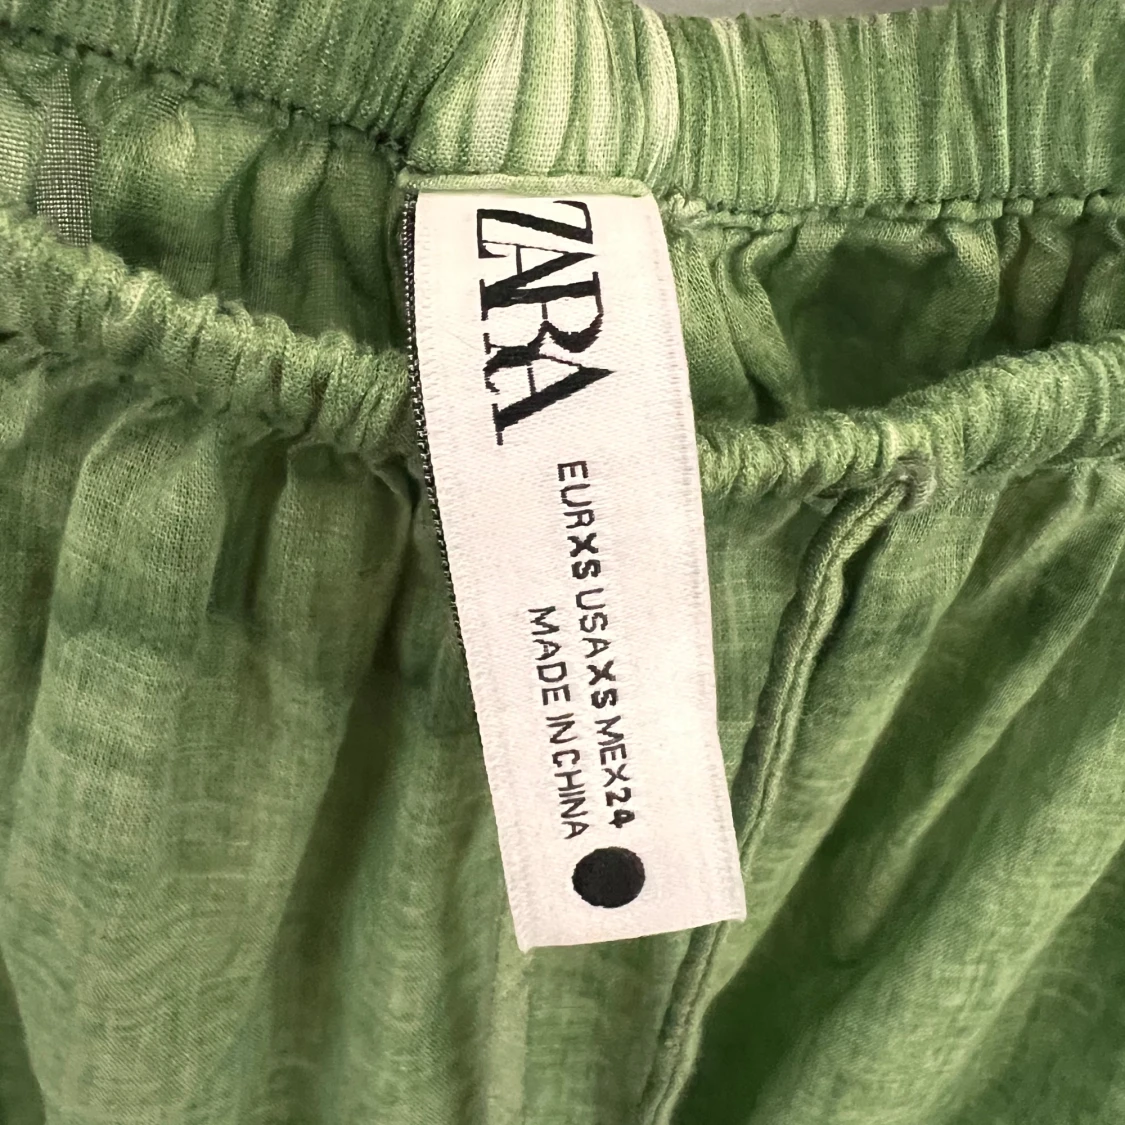 ZARA
EUR XS USA XS MEX 24
MADE IN CHINA